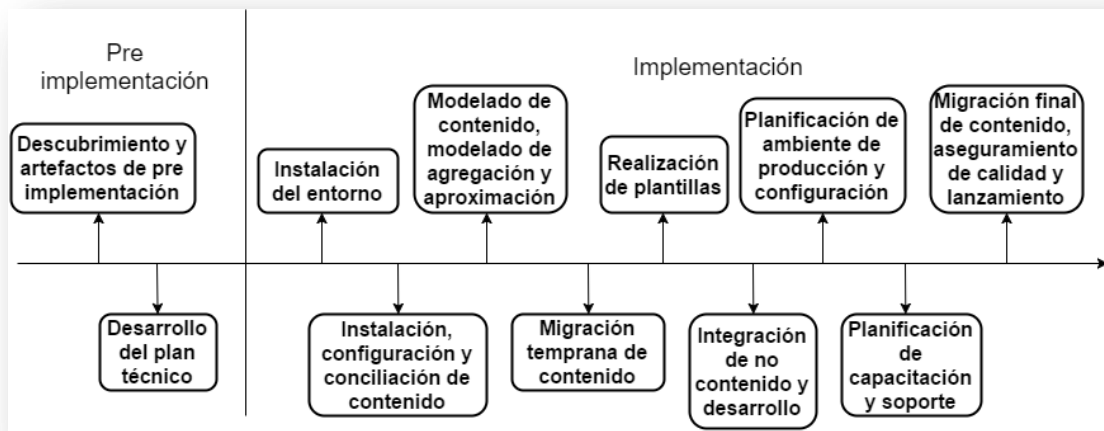 Pre
implementación
Implementación
Descubrimiento y
artefactos de pre
implementación
Instalación
del entorno
Modelado de
contenido,
modelado de
agregación y
aproximación
Realización
de plantillas
Planificación de
ambiente de
producción y
configuración
Migración final
de contenido,
aseguramiento
de calidad y
lanzamiento
Desarrollo
del plan
técnico
Instalación,
configuración y
conciliación de
contenido
Migración
temprana de
contenido
Integración
de no
contenido y
desarrollo
Planificación
de
capacitación
y soporte